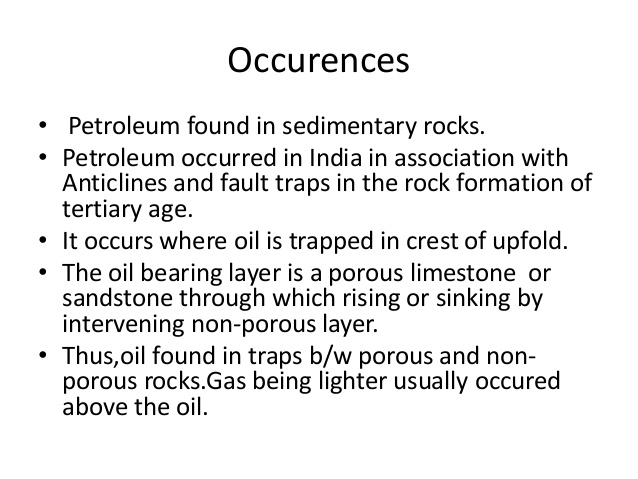 Occurences
• Petroleum found in sedimentary rocks.
• Petroleum occurred in India in association with
Anticlines and fault traps in the rock formation of
tertiary age.
• It occurs where oil is trapped in crest of upfold.
• The oil bearing layer is a porous limestone or
sandstone through which rising or sinking by
intervening non-porous layer.
• Thus,oil found in traps b/w porous and non-
porous rocks.Gas being lighter usually occured
above the oil.